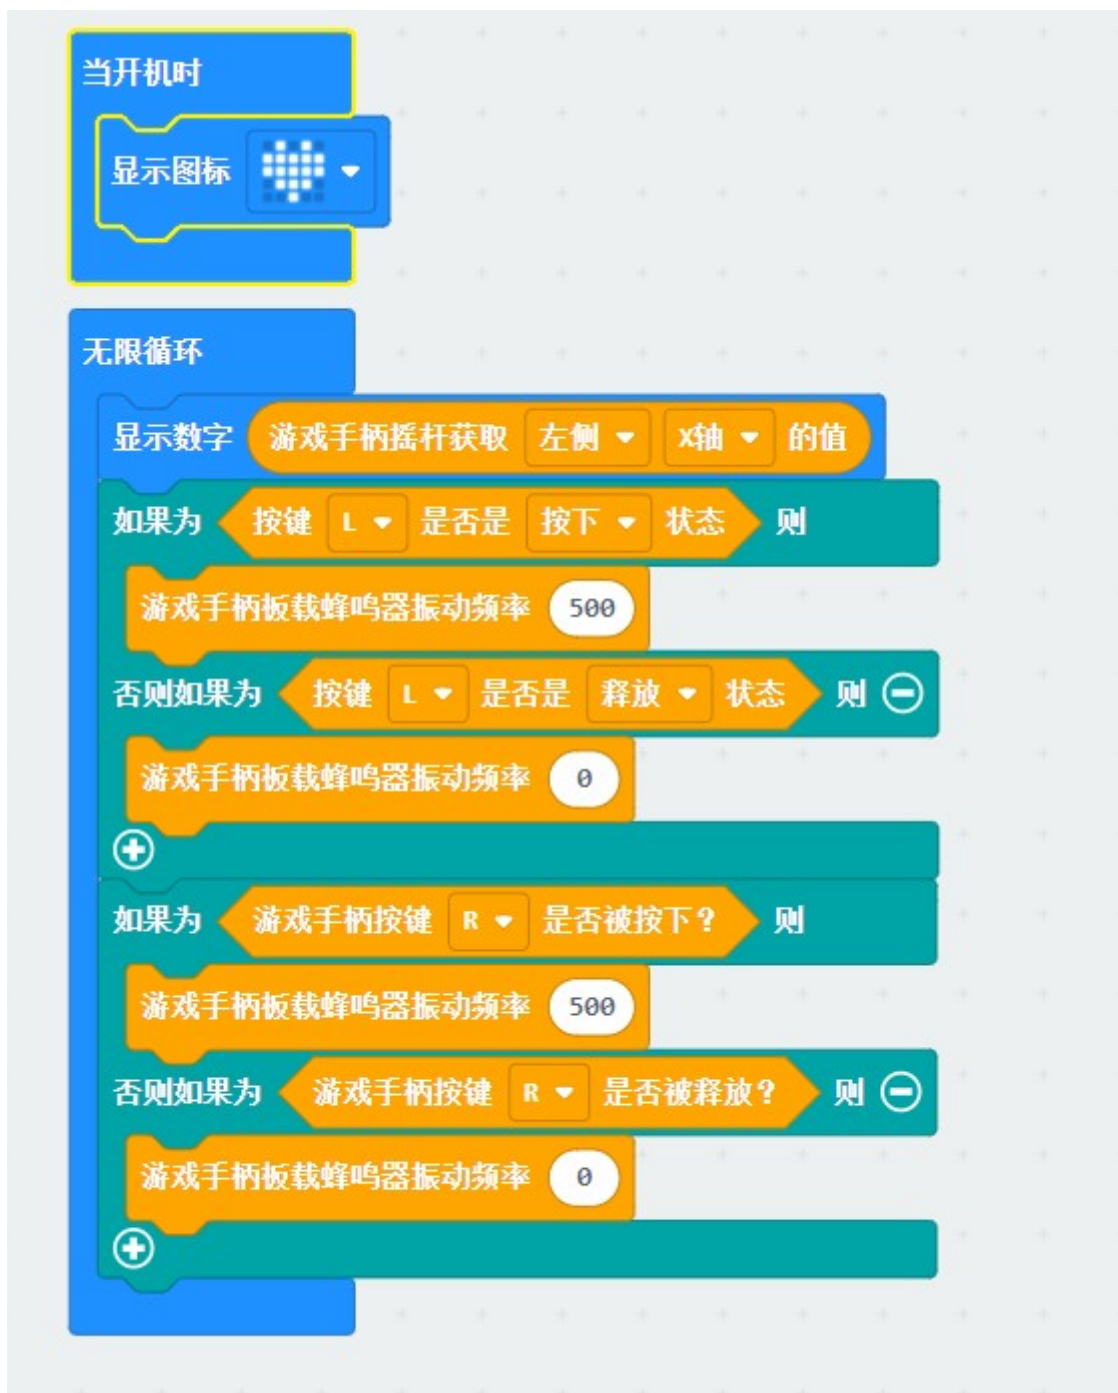 当开机时
显示图标
无限循环
显示数字 游戏手柄摇杆获取 左侧 X轴 的值
如果为 按键 L 是否是 按下 状态 则
游戏手柄板载蜂鸣器振动频率 500
否则如果为 按键 L 是否是 释放 状态 则
游戏手柄板载蜂鸣器振动频率 0
如果为 游戏手柄按键 R 是否被按下? 则
游戏手柄板载蜂鸣器振动频率 500
否则如果为 游戏手柄按键 R 是否被释放? 则
游戏手柄板载蜂鸣器振动频率 0